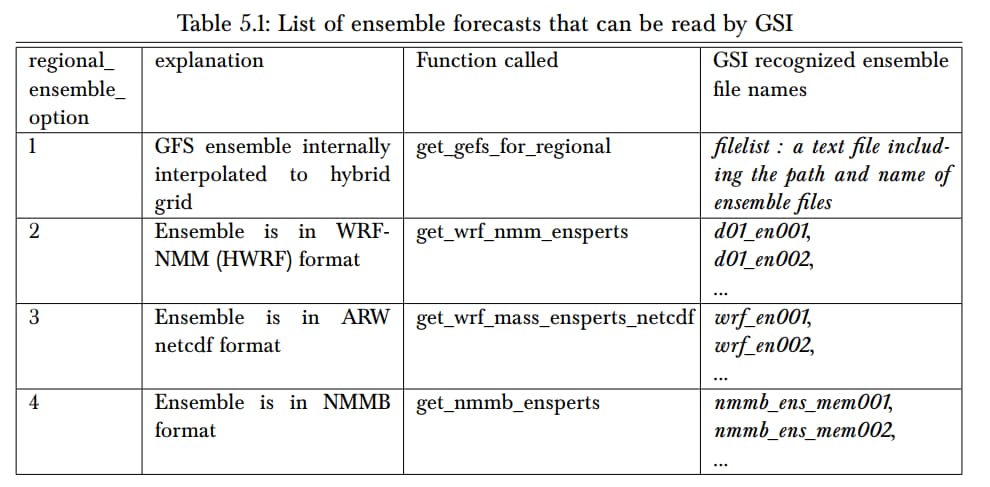 Table 5.1: List of ensemble forecasts that can be read by GSI
regional_
ensemble_
option
explanation
Function called
GSI recognized ensemble
file names
1
GFS ensemble internally
interpolated to hybrid
grid
get_gefs_for_regional
filelist : a text file includ-
ing the path and name of
ensemble files
2
Ensemble is in WRF-
NMM (HWRF) format
get_wrf_nmm_ensperts
d01_en001,
d01_en002,
...
3
Ensemble is in ARW
netcdf format
get_wrf_mass_ensperts_netcdf
wrf_en001,
wrf_en002,
...
4
Ensemble is in NMMB
format
get_nmmb_ensperts
nmmb_ens_mem001,
nmmb_ens_mem002,
...